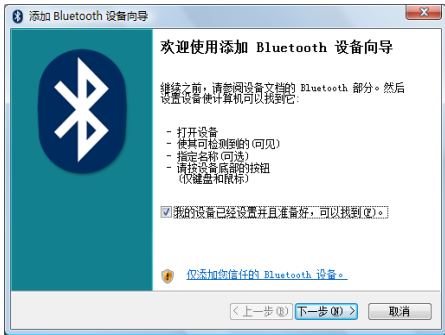 添加 Bluetooth 设备向导
欢迎使用添加 Bluetooth 设备向导
继续之前，请参阅设备文档的 Bluetooth 部分。然后
设置设备使计算机可以找到它:
- 打开设备
- 使其可检测到的(可见)
- 指定名称(可选)
- 请按设备底部的按钮
(仅键盘和鼠标)
我的设备已经设置并且准备好，可以找到(F)。
仅添加您信任的 Bluetooth 设备。
< 上一步(B)
下一步(N) >
取消